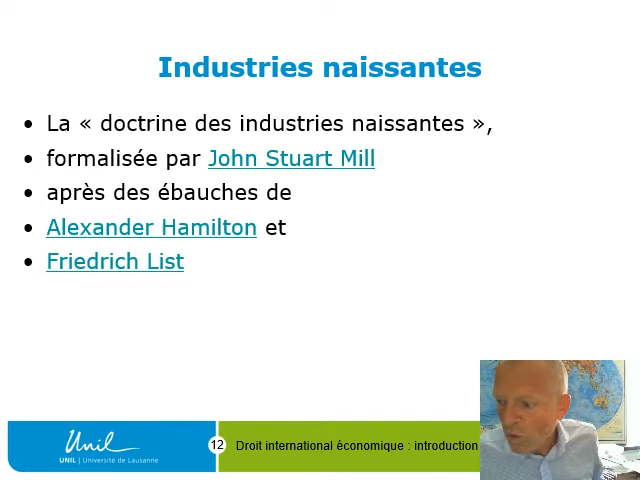 Industries naissantes
• La « doctrine des industries naissantes »,
• formalisée par John Stuart Mill
• après des ébauches de
• Alexander Hamilton et
• Friedrich List
Unil
UNIL | Université de Lausanne
12
Droit international économique : introduction